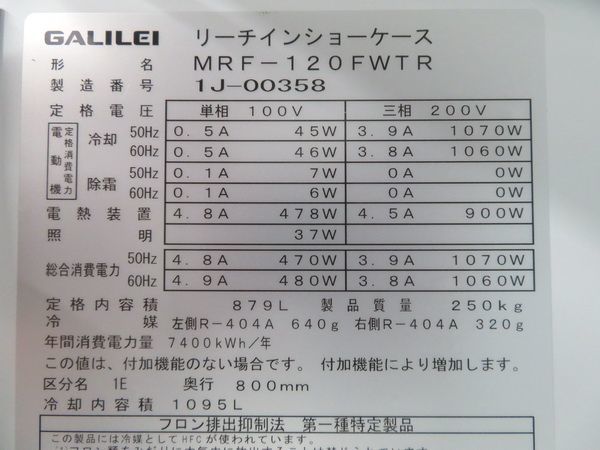 GALILEI リーチインショーケース
形名 MRF-120FWTR
製造番号 1J-00358
定格電圧 単相 100V 三相 200V
電動機 定格消費電力 冷却 50Hz 0.5A 45W 3.9A 1070W
60Hz 0.5A 46W 3.8A 1060W
除霜 50Hz 0.1A 7W 0A 0W
60Hz 0.1A 6W 0A 0W
電熱装置 4.8A 478W 4.5A 900W
照明 37W
総合消費電力 50Hz 4.8A 470W 3.9A 1070W
60Hz 4.9A 480W 3.8A 1060W
定格内容積 879L 製品質量 250kg
冷媒 左側R-404A 640g 右側R-404A 320g
年間消費電力量 7400kWh/年
この値は、付加機能のない場合です。付加機能により増加します。
区分名 1E 奥行 800mm
冷却内容積 1095L
フロン排出抑制法 第一種特定製品
この製品には冷媒としてHFCが使われています。